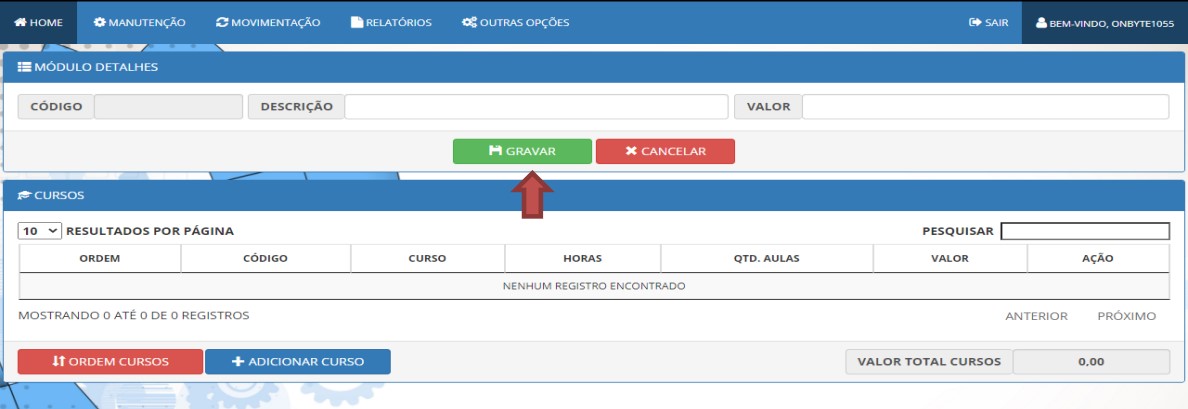 HOME MANUTENÇÃO MOVIMENTAÇÃO RELATÓRIOS OUTRAS OPÇÕES SAIR BEM-VINDO, ONBYTE1055
MÓDULO DETALHES
CÓDIGO DESCRIÇÃO VALOR
GRAVAR CANCELAR
CURSOS
10 RESULTADOS POR PÁGINA PESQUISAR
ORDEM CÓDIGO CURSO HORAS QTD. AULAS VALOR AÇÃO
NENHUM REGISTRO ENCONTRADO
MOSTRANDO 0 ATÉ 0 DE 0 REGISTROS ANTERIOR PRÓXIMO
ORDEM CURSOS ADICIONAR CURSO VALOR TOTAL CURSOS 0,00